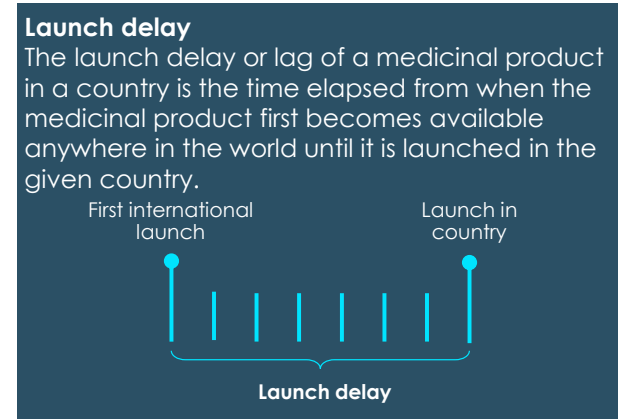 Launch delay
The launch delay or lag of a medicinal product
in a country is the time elapsed from when the
medicinal product first becomes available
anywhere in the world until it is launched in the
given country.
First international
launch
Launch in
country
Launch delay